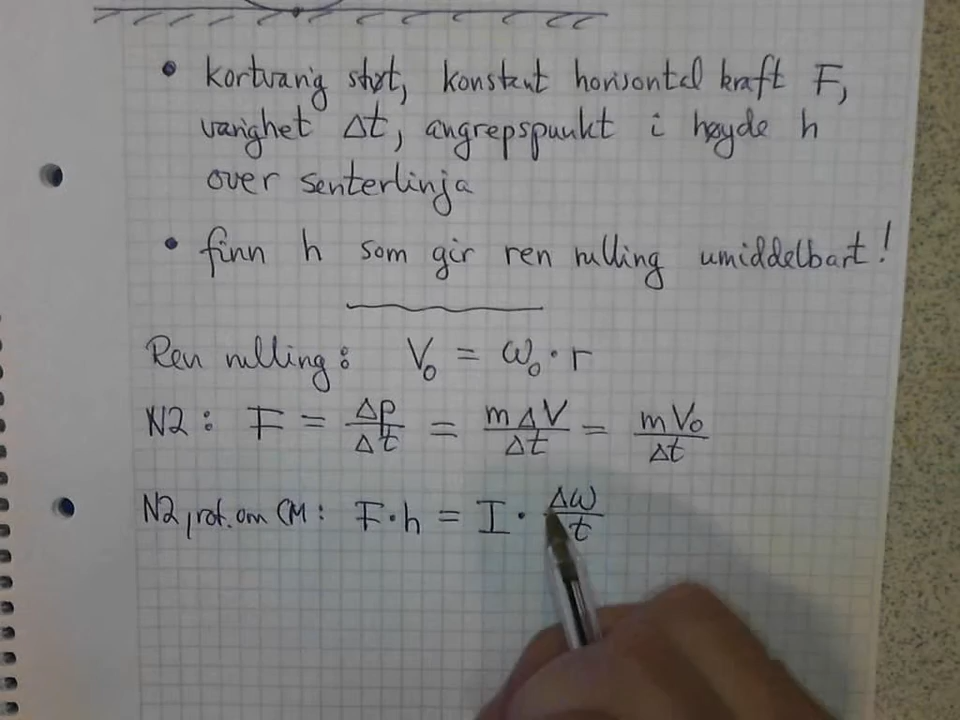 • kortvarig støt, konstant horisontal kraft F,
varighet Δt, angrepspunkt i høyde h
over senterlinja
• finn h som gir ren rulling umiddelbart!
Ren rulling: V₀ = ω₀ · r
N2: F = Δp/Δt = mΔV/Δt = mV₀/Δt
N2, rot. om CM: F·h = I · Δω/t